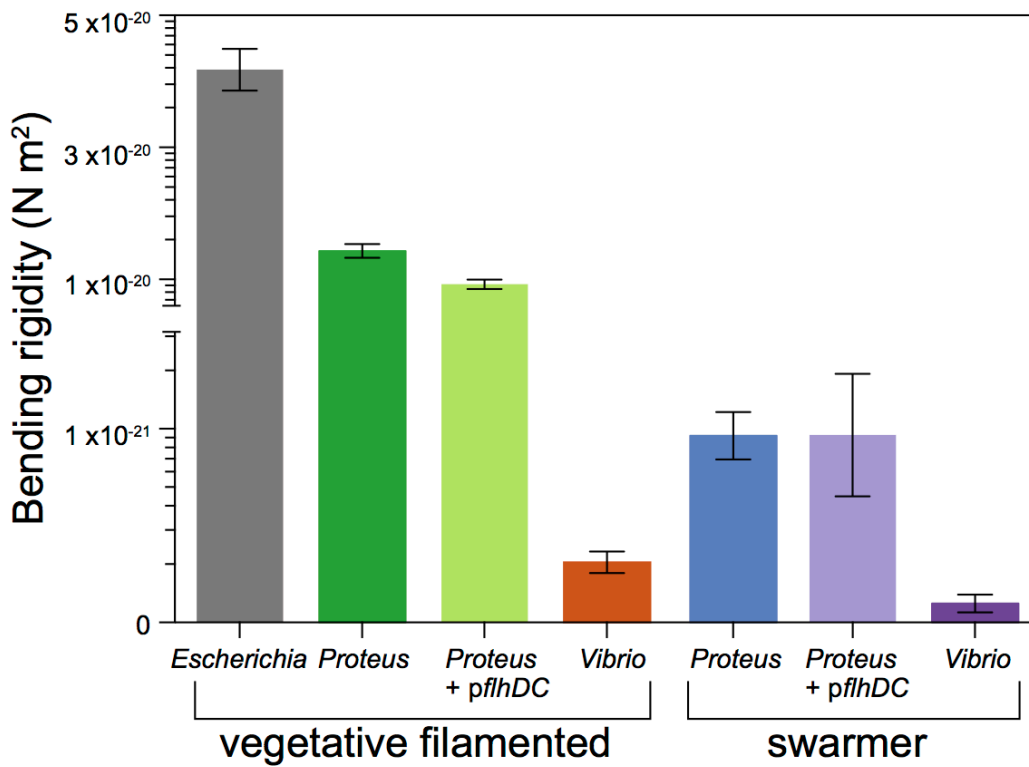 Bending rigidity (N m²)
5 x10⁻²⁰
3 x10⁻²⁰
1 x10⁻²⁰
1 x10⁻²¹
0
Escherichia Proteus Proteus Vibrio Proteus Proteus Vibrio
+ pflhDC + pflhDC
vegetative filamented swarmer